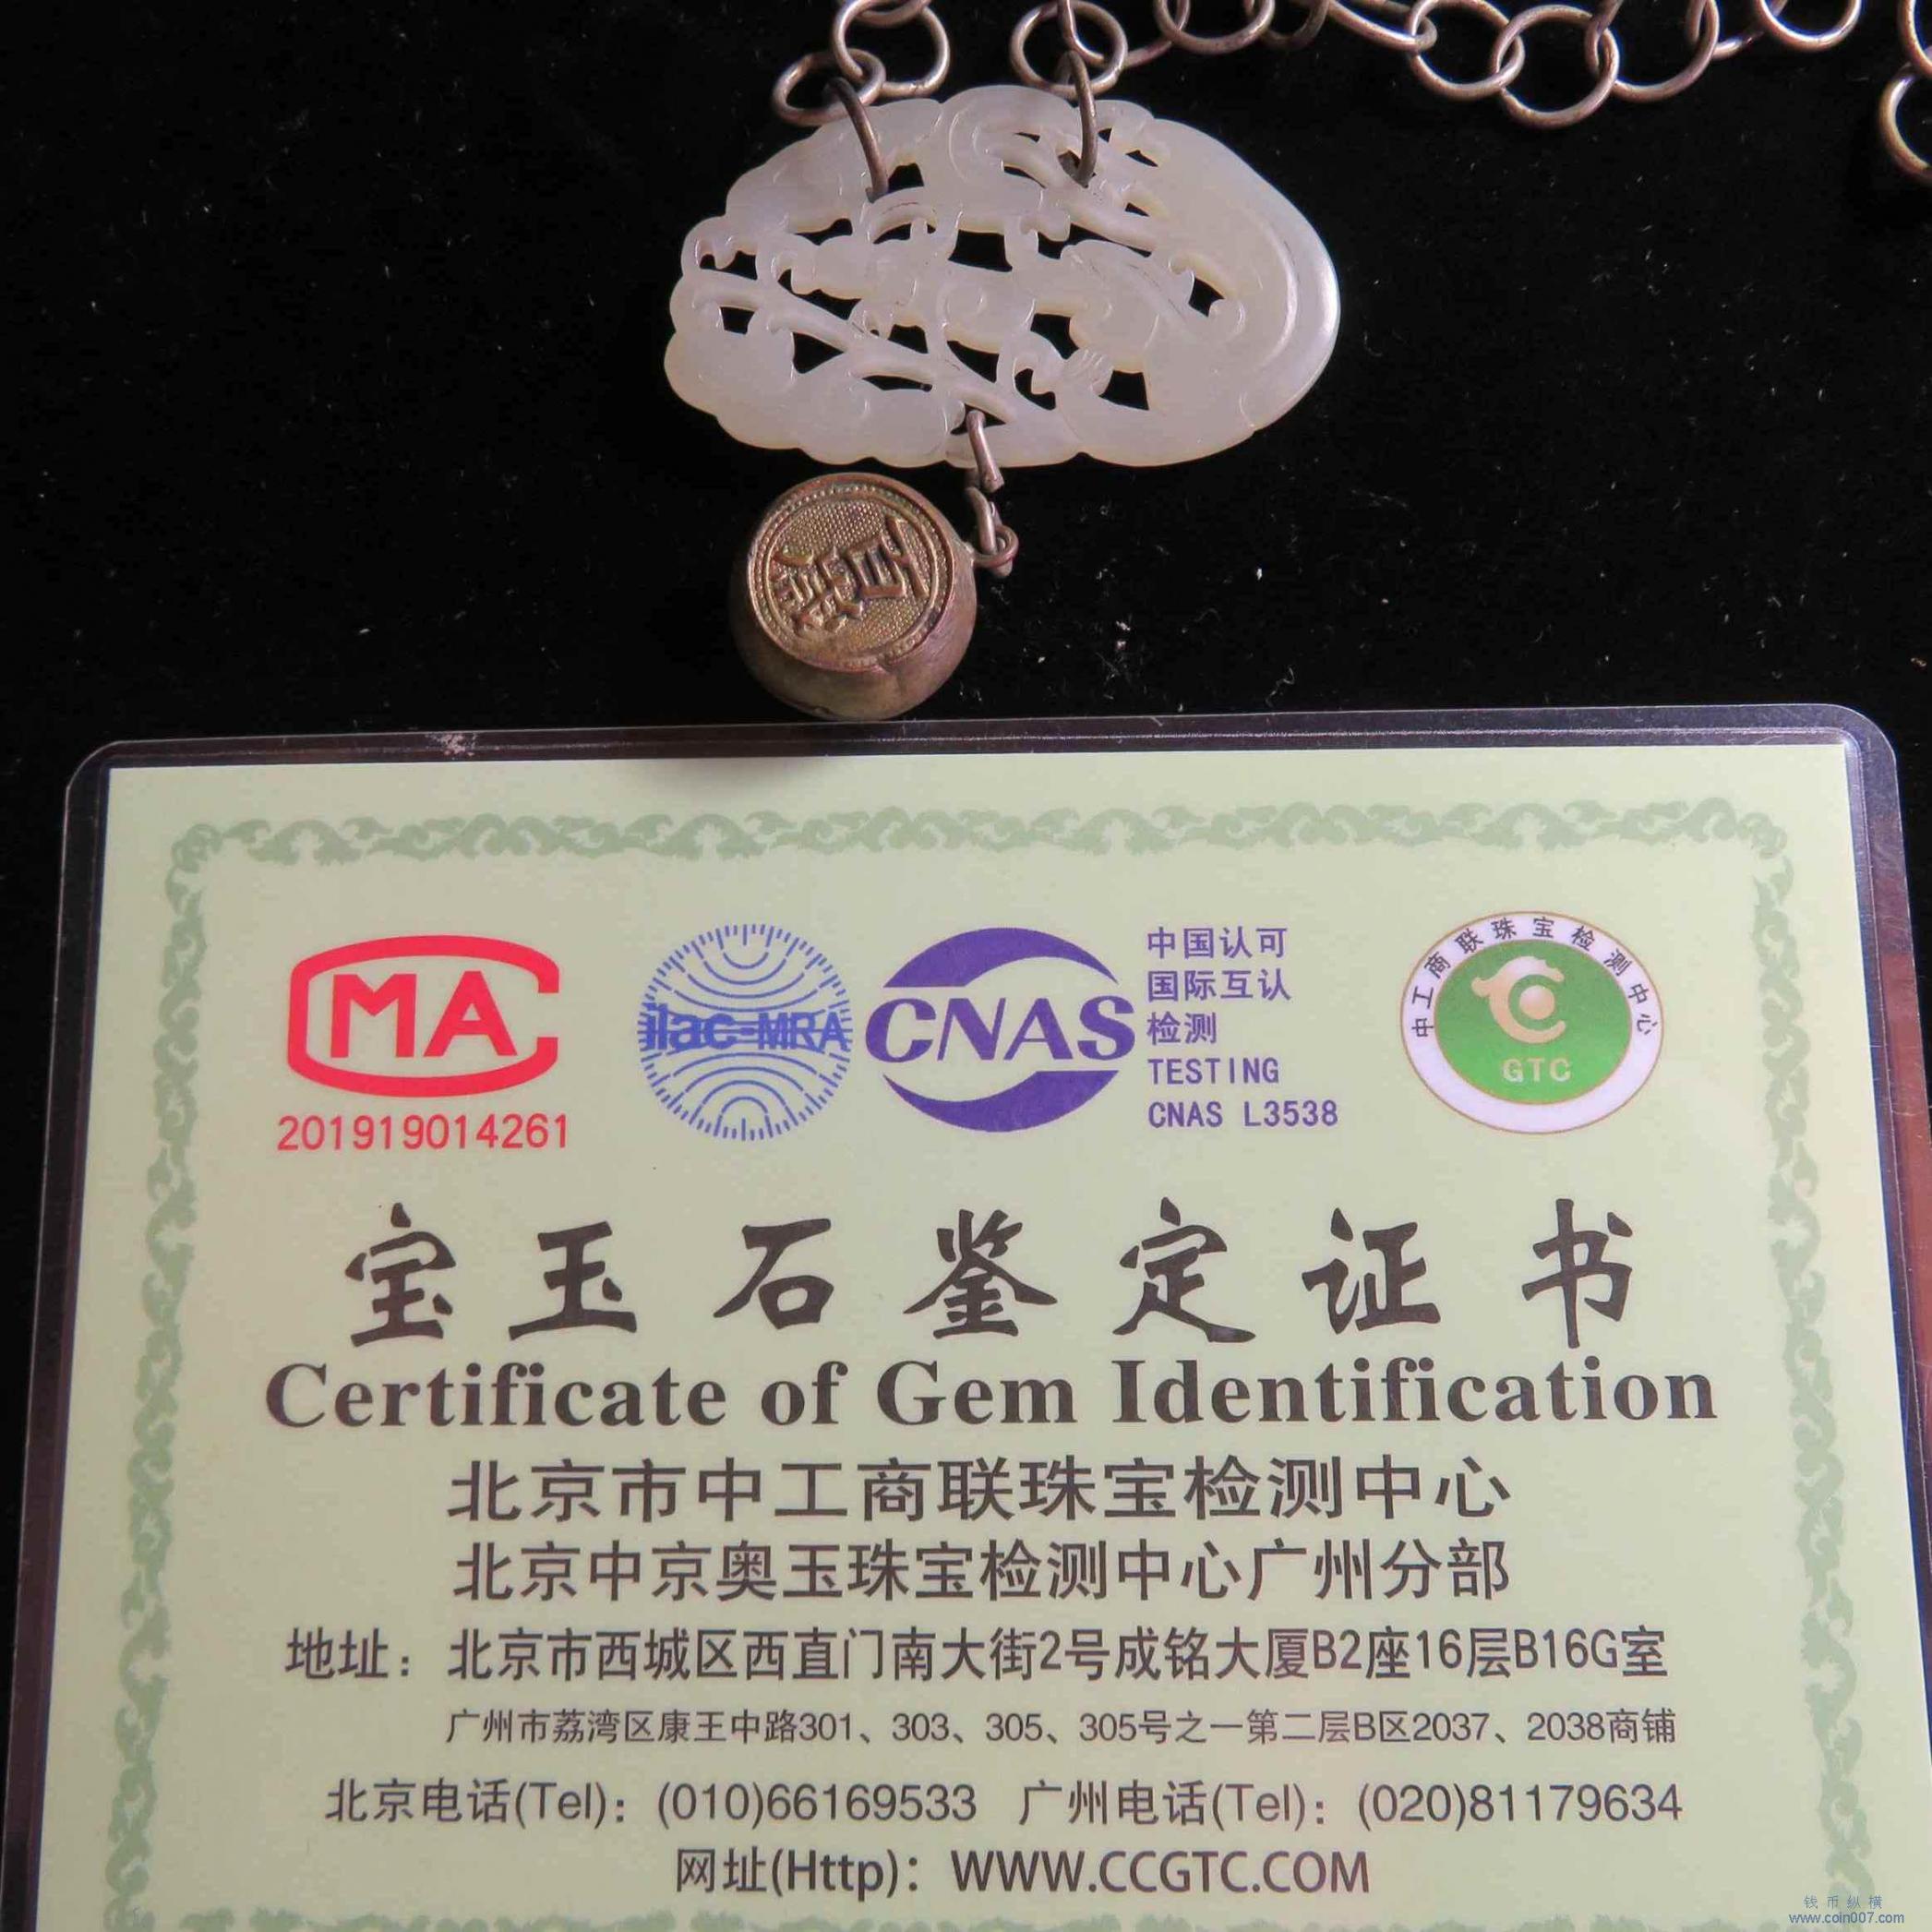 MA
201919014261
ilac-MRA
CNAS
中国认可
国际互认
检测
TESTING
CNAS L3538
中工商联珠宝检测中心
GTC
宝玉石鉴定证书
Certificate of Gem Identification
北京市中工商联珠宝检测中心
北京中京奥玉珠宝检测中心广州分部
地址：北京市西城区西直门南大街2号成铭大厦B2座16层B16G室
广州市荔湾区康王中路301、303、305、305号之一第二层B区2037、2038商铺
北京电话(Tel)：(010)66169533 广州电话(Tel)：(020)81179634
网址(Http)：WWW.CCGTC.COM
钱币纵横
www.coin007.com